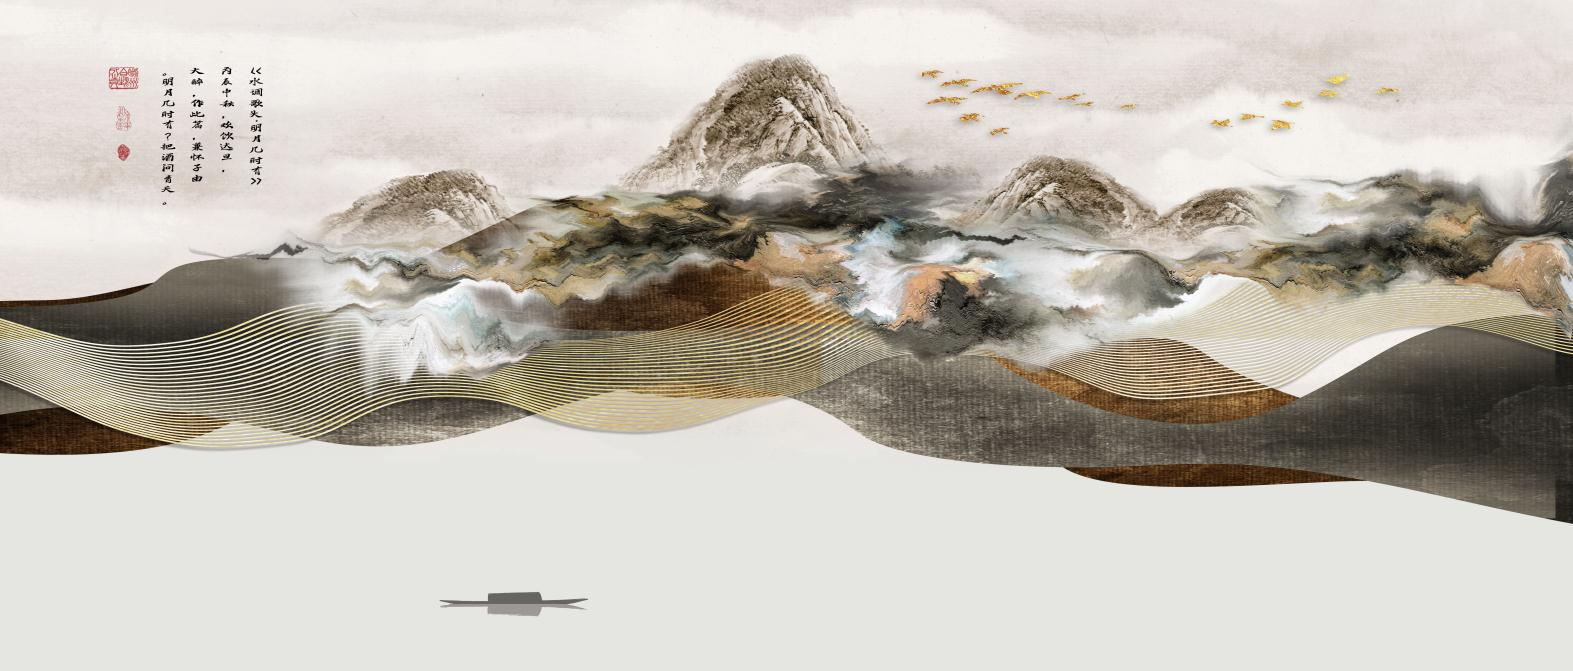 《水调歌头·明月几时有》
丙辰中秋，欢饮达旦，
大醉，作此篇，兼怀子由
。明月几时有？把酒问青天。